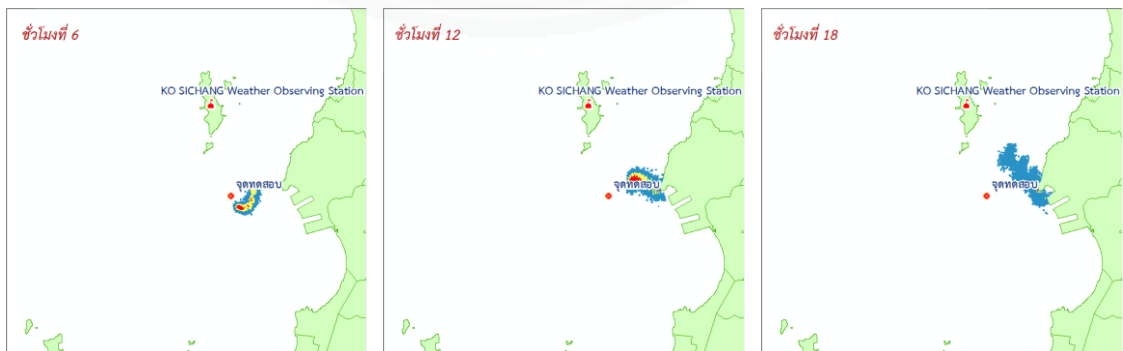 ชั่วโมงที่ 6
KO SICHANG Weather Observing Station
จุดทดสอบ
ชั่วโมงที่ 12
KO SICHANG Weather Observing Station
จุดทดสอบ
ชั่วโมงที่ 18
KO SICHANG Weather Observing Station
จุดทดสอบ